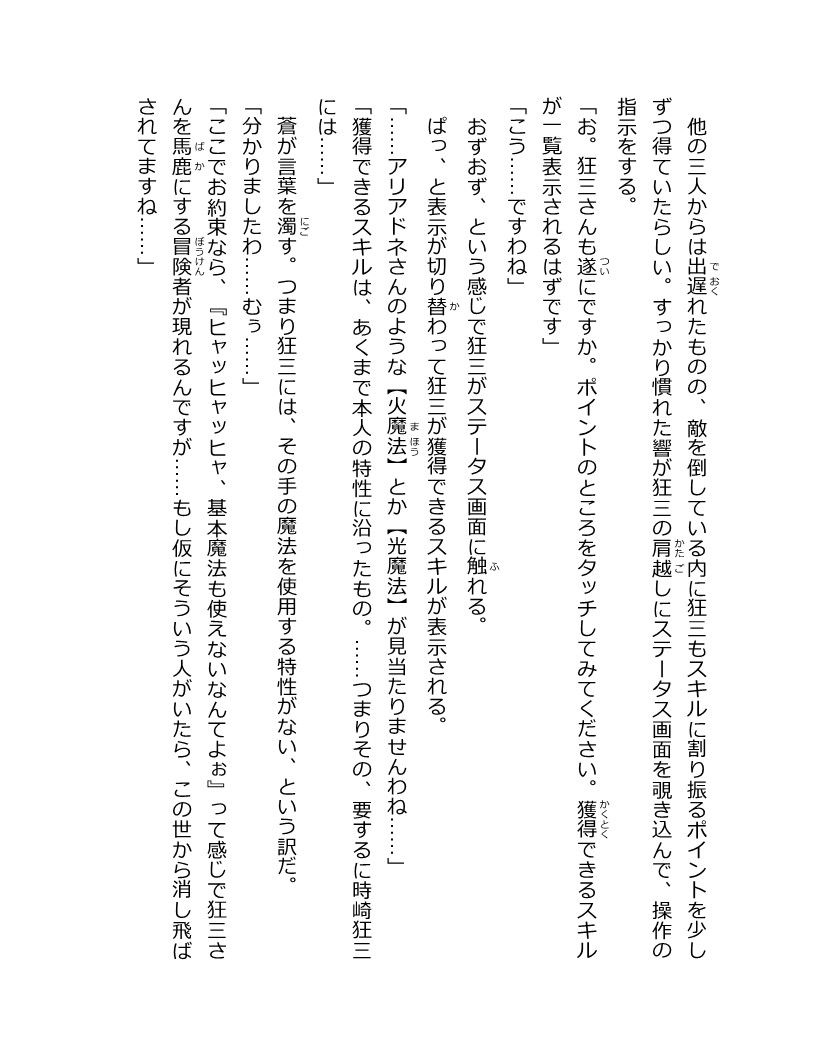 他の三人からは出遅れたものの、敵を倒している内に狂三もスキルに割り振るポイントを少し
ずつ得ていたらしい。すっかり慣れた響が狂三の肩越しにステータス画面を覗き込んで、操作の
指示をする。
「お。狂三さんも遂にですか。ポイントのところをタッチしてみてください。獲得できるスキル
が一覧表示されるはずです」
「こう……ですわね」
　おずおず、という感じで狂三がステータス画面に触れる。
　ぱっ、と表示が切り替わって狂三が獲得できるスキルが表示される。
「……アリアドネさんのような【火魔法】とか【光魔法】が見当たりませんわね……」
「獲得できるスキルは、あくまで本人の特性に沿ったもの。……つまりその、要するに時崎狂三
には……」
　蒼が言葉を濁す。つまり狂三には、その手の魔法を使用する特性がない、という訳だ。
「分かりましたわ……むぅ……」
「ここでお約束なら、『ヒャッヒャッヒャ、基本魔法も使えないなんてよぉ』って感じで狂三さ
んを馬鹿にする冒険者が現れるんですが……もし仮にそういう人がいたら、この世から消し飛ば
されてますね……」